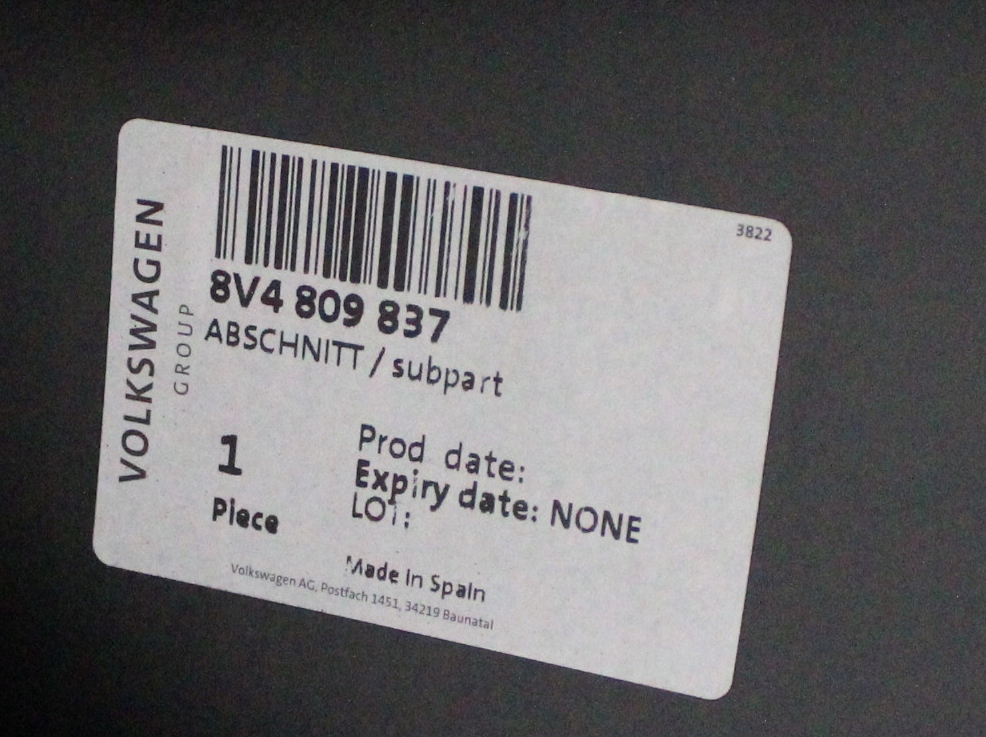 VOLKSWAGEN
GROUP
3822
8V4 809 837
ABSCHNITT / subpart
1
Piece
Prod date:
Expiry date: NONE
LOT:
Made In Spain
Volkswagen AG, Postfach 1451, 34219 Baunatal